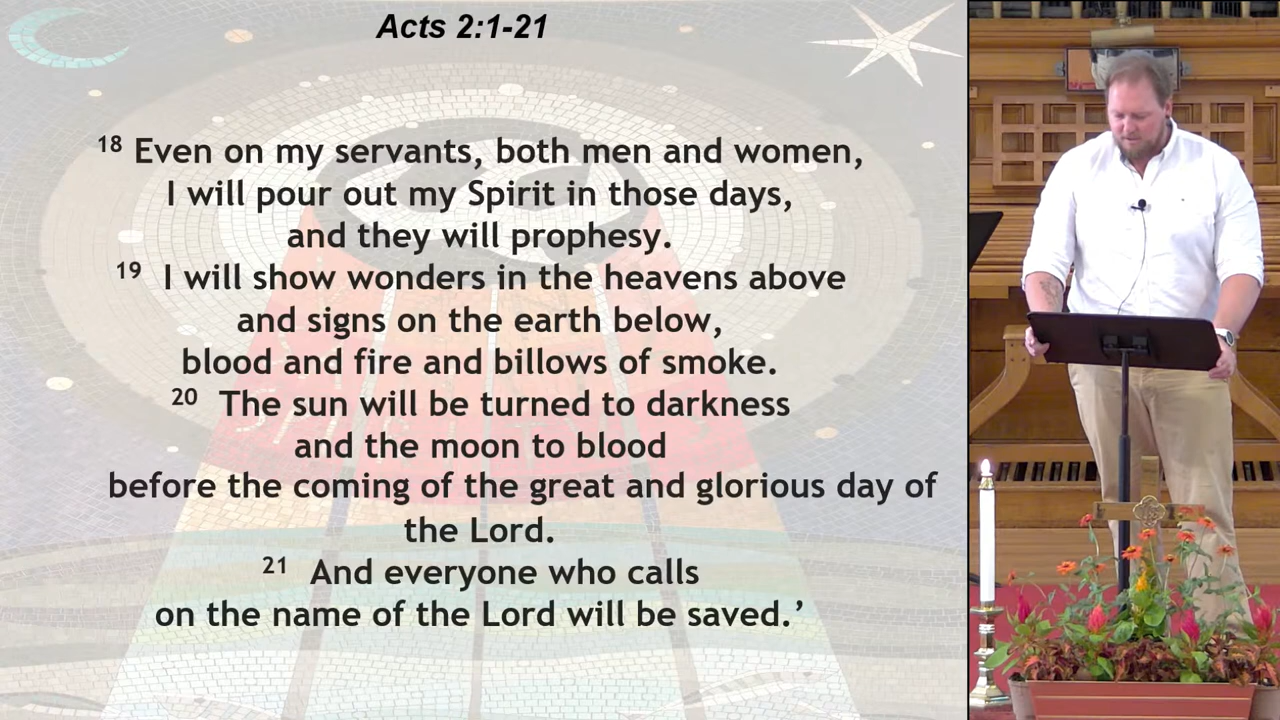 Acts 2:1-21
18 Even on my servants, both men and women,
I will pour out my Spirit in those days,
and they will prophesy.
19 I will show wonders in the heavens above
and signs on the earth below,
blood and fire and billows of smoke.
20 The sun will be turned to darkness
and the moon to blood
before the coming of the great and glorious day of
the Lord.
21 And everyone who calls
on the name of the Lord will be saved.’